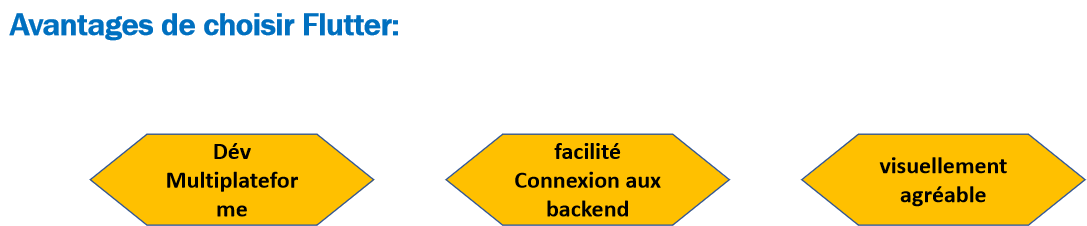 Avantages de choisir Flutter:
Dév
Multiplatefor
me
facilité
Connexion aux
backend
visuellement
agréable